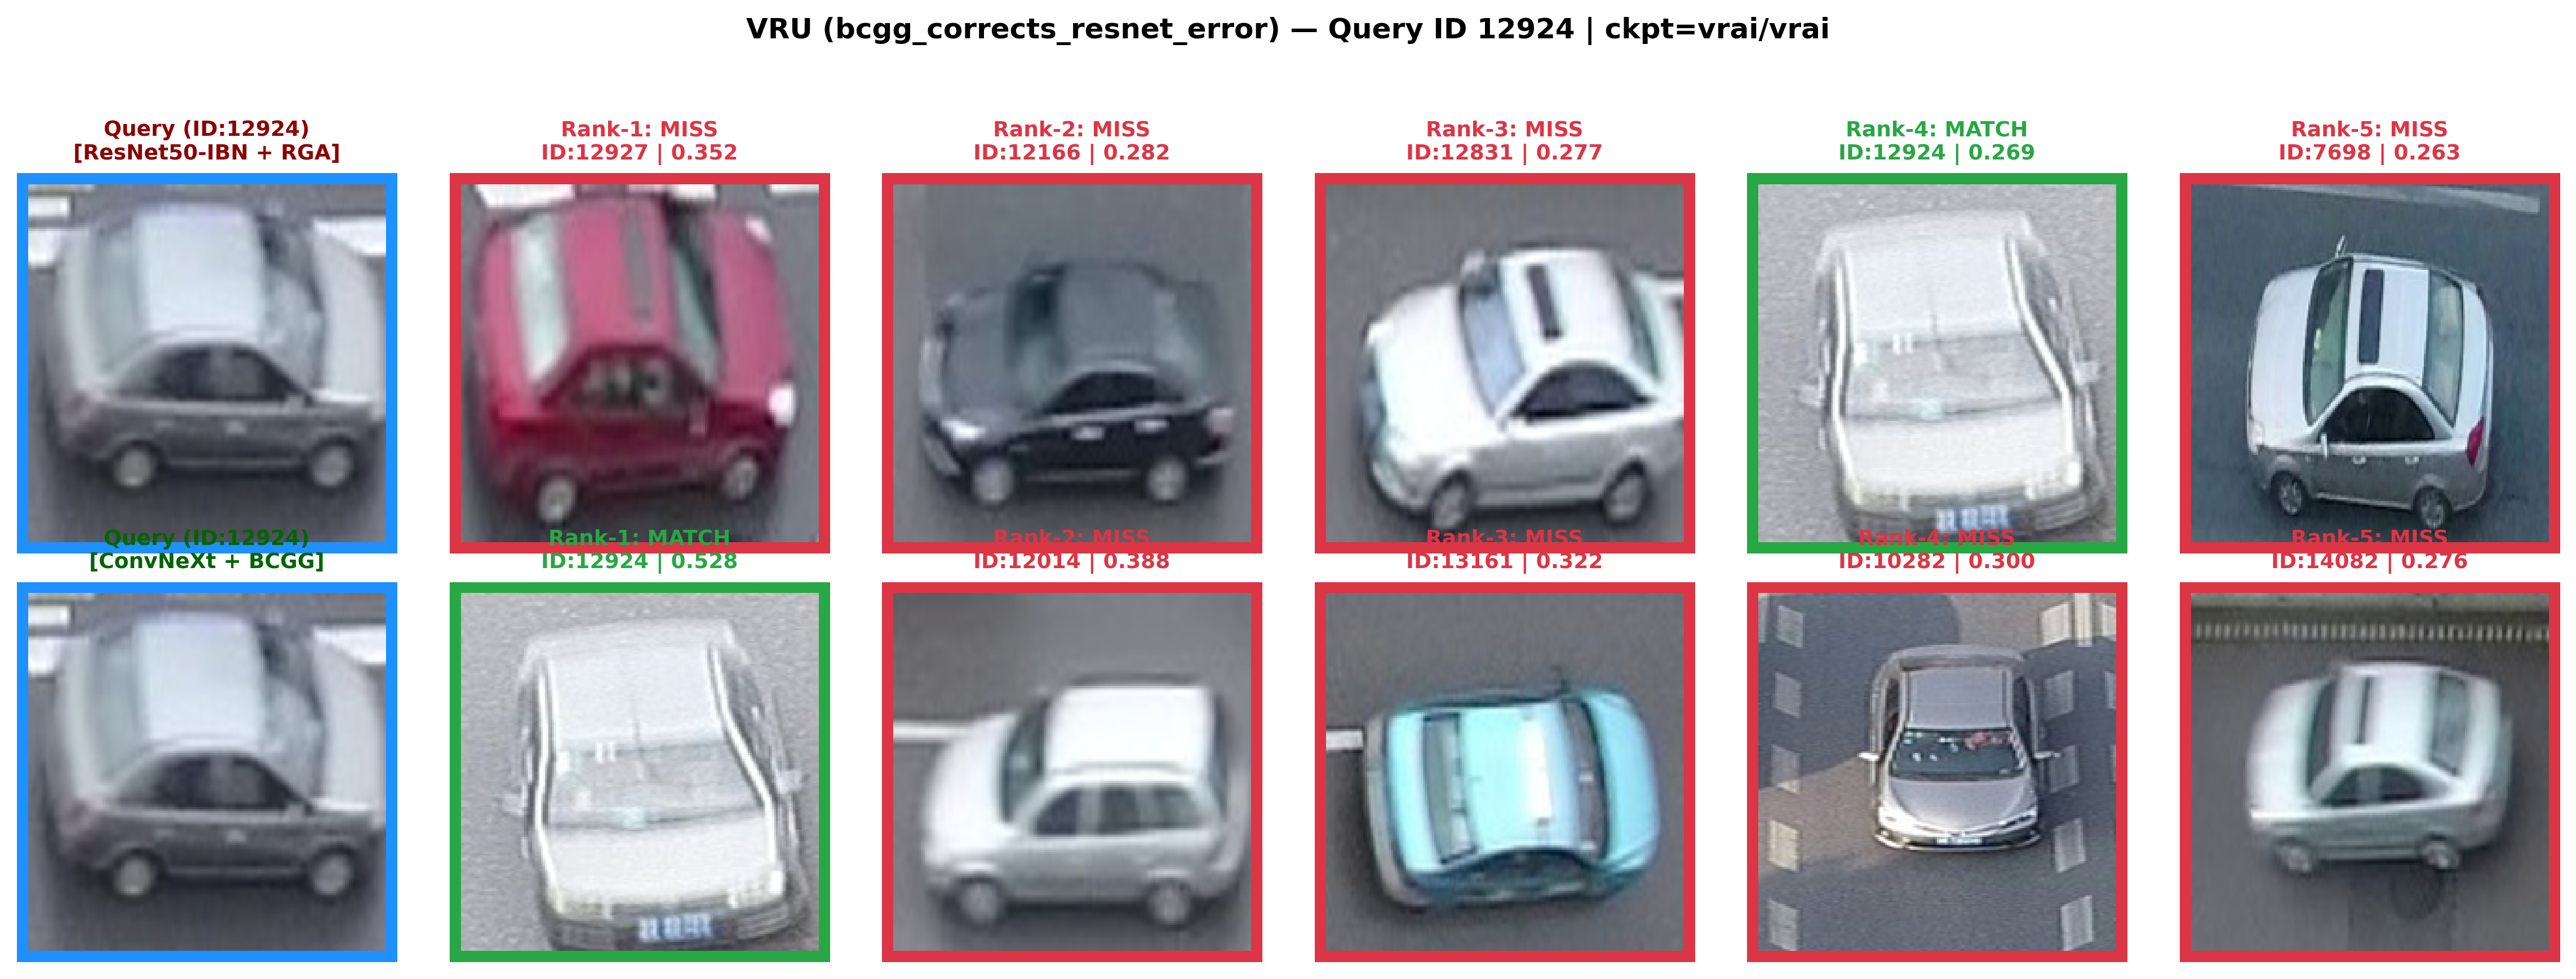 VRU (bcgg_corrects_resnet_error) — Query ID 12924 | ckpt=vrai/vrai
Query (ID:12924)
[ResNet50-IBN + RGA]
Rank-1: MISS
ID:12927 | 0.352
Rank-2: MISS
ID:12166 | 0.282
Rank-3: MISS
ID:12831 | 0.277
Rank-4: MATCH
ID:12924 | 0.269
Rank-5: MISS
ID:7698 | 0.263
Query (ID:12924)
[ConvNeXt + BCGG]
Rank-1: MATCH
ID:12924 | 0.528
Rank-2: MISS
ID:12014 | 0.388
Rank-3: MISS
ID:13161 | 0.322
Rank-4: MISS
ID:10282 | 0.300
Rank-5: MISS
ID:14082 | 0.276